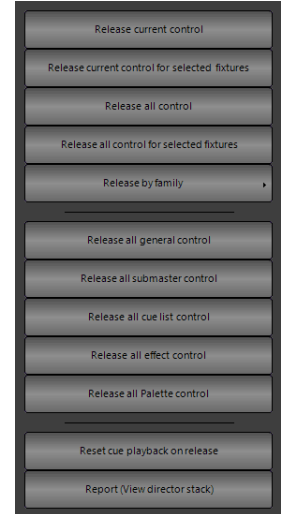 Release current control
Release current control for selected fixtures
Release all control
Release all control for selected fixtures
Release by family
Release all general control
Release all submaster control
Release all cue list control
Release all effect control
Release all Palette control
Reset cue playback on release
Report (View director stack)